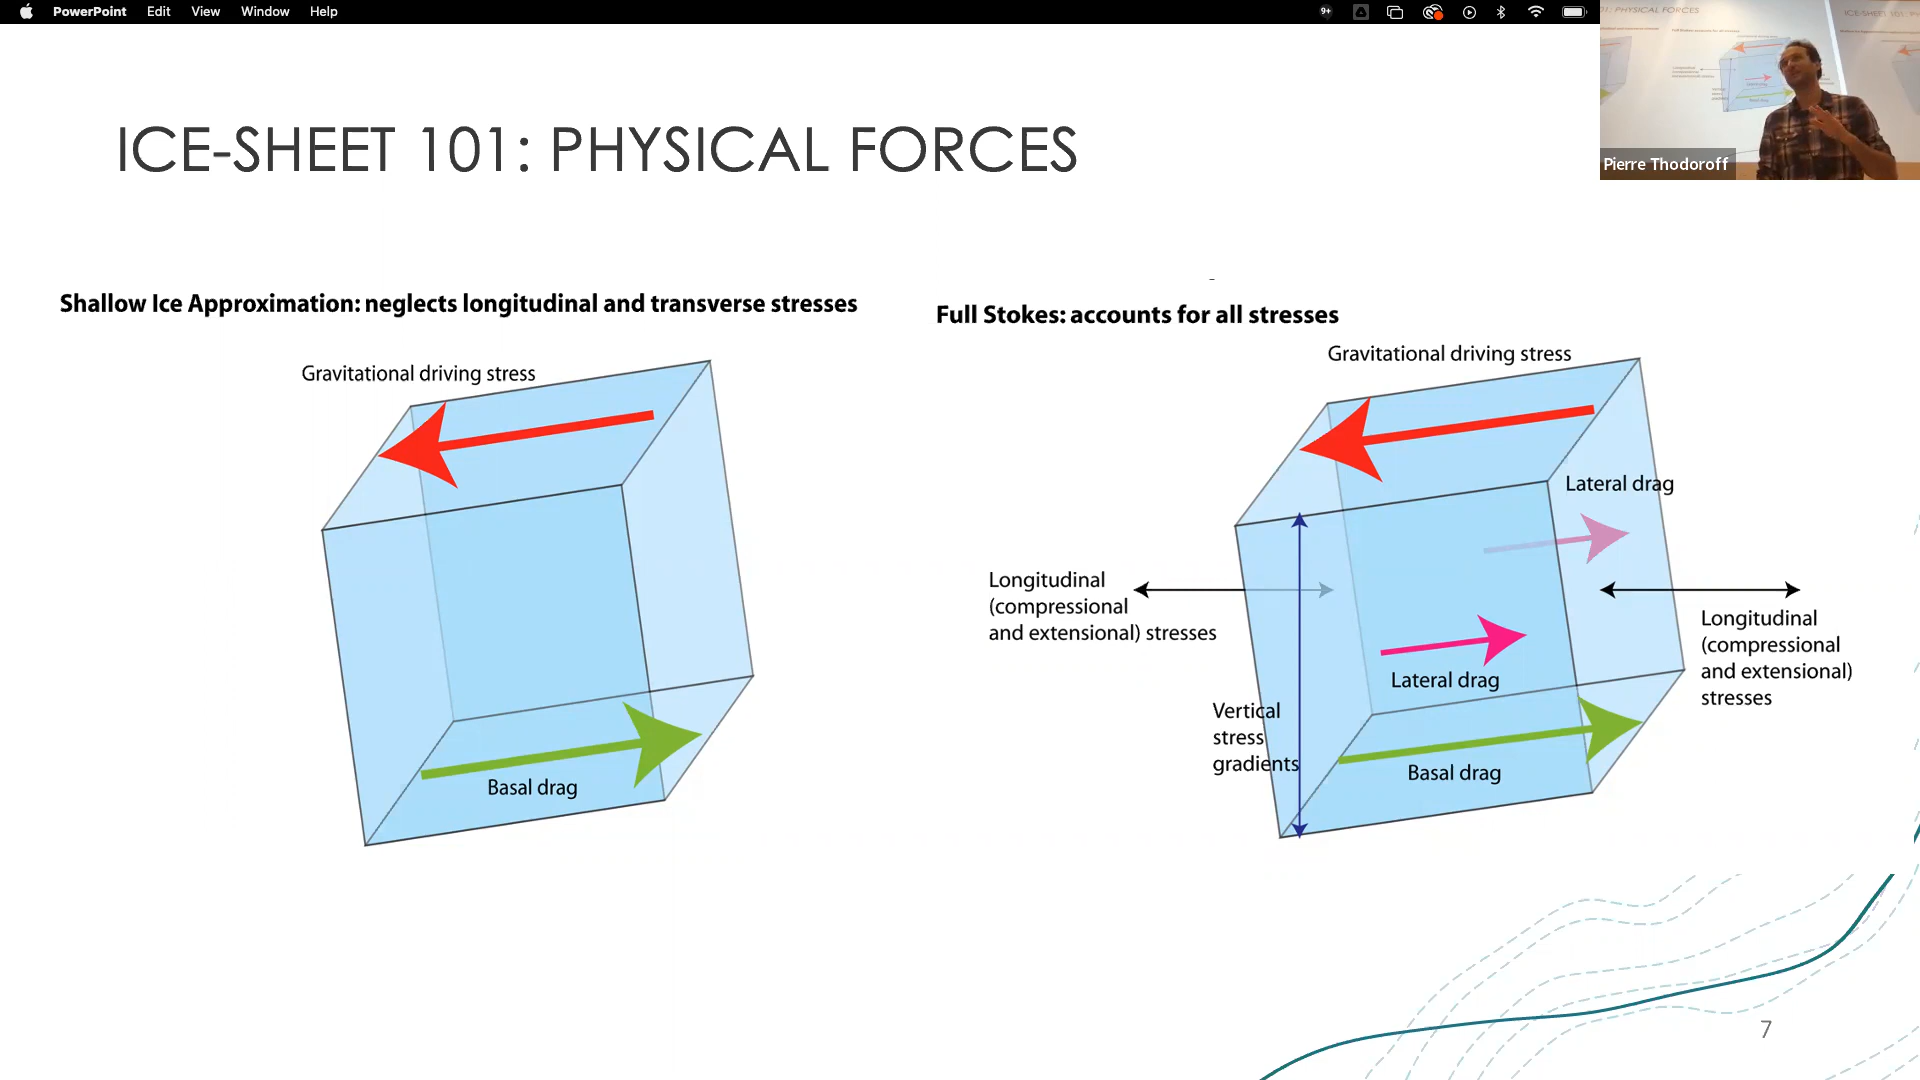 PowerPoint Edit View Window Help
9+
ICE-SHEET 101: PHYSICAL FORCES
Pierre Thodoroff
Shallow Ice Approximation: neglects longitudinal and transverse stresses
Gravitational driving stress
Basal drag
Full Stokes: accounts for all stresses
Gravitational driving stress
Lateral drag
Longitudinal
(compressional
and extensional) stresses
Longitudinal
(compressional
and extensional)
stresses
Lateral drag
Vertical
stress
gradients
Basal drag
7